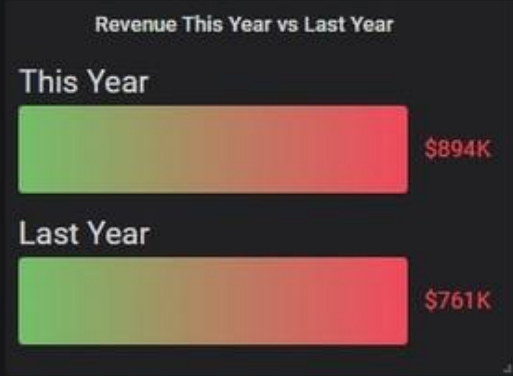 Revenue This Year vs Last Year
This Year
$894K
Last Year
$761K